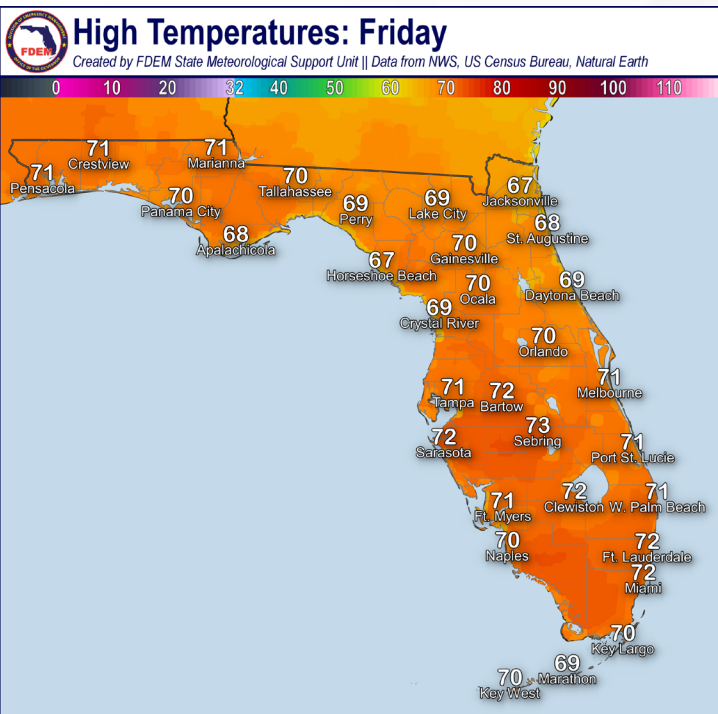 High Temperatures: Friday
Created by FDEM State Meteorological Support Unit || Data from NWS, US Census Bureau, Natural Earth
FDEM
0 10 20 32 40 50 60 70 80 90 100 110
71
Crestview
71
Marianna
71
Pensacola
70
Tallahassee
70
Panama City
69
Perry
69
Lake City
67
Jacksonville
68
Apalachicola
68
St. Augustine
70
Gainesville
67
Horseshoe Beach
70
Ocala
69
Daytona Beach
69
Crystal River
70
Orlando
71
Tampa
72
Bartow
71
Melbourne
72
Sarasota
73
Sebring
71
Port St. Lucie
71
Ft. Myers
72
Clewiston
71
W. Palm Beach
70
Naples
72
Ft. Lauderdale
72
Miami
70
Key Largo
69
Marathon
70
Key West